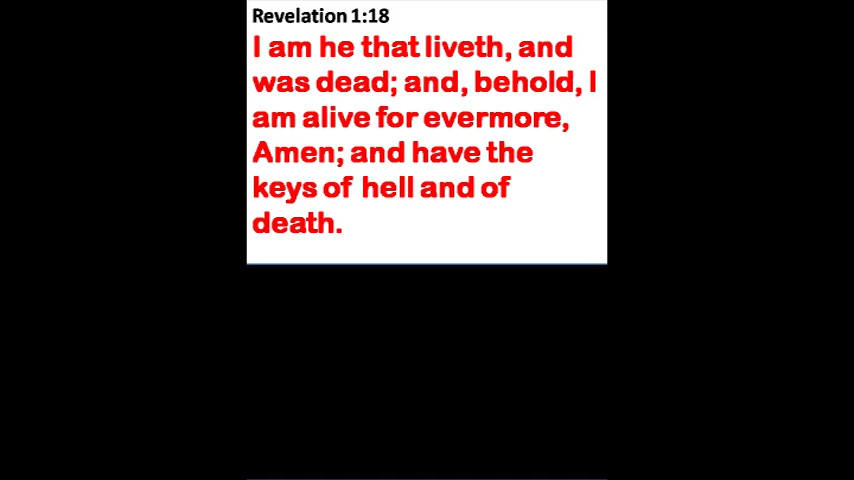 Revelation 1:18
I am he that liveth, and
was dead; and, behold, I
am alive for evermore,
Amen; and have the
keys of hell and of
death.